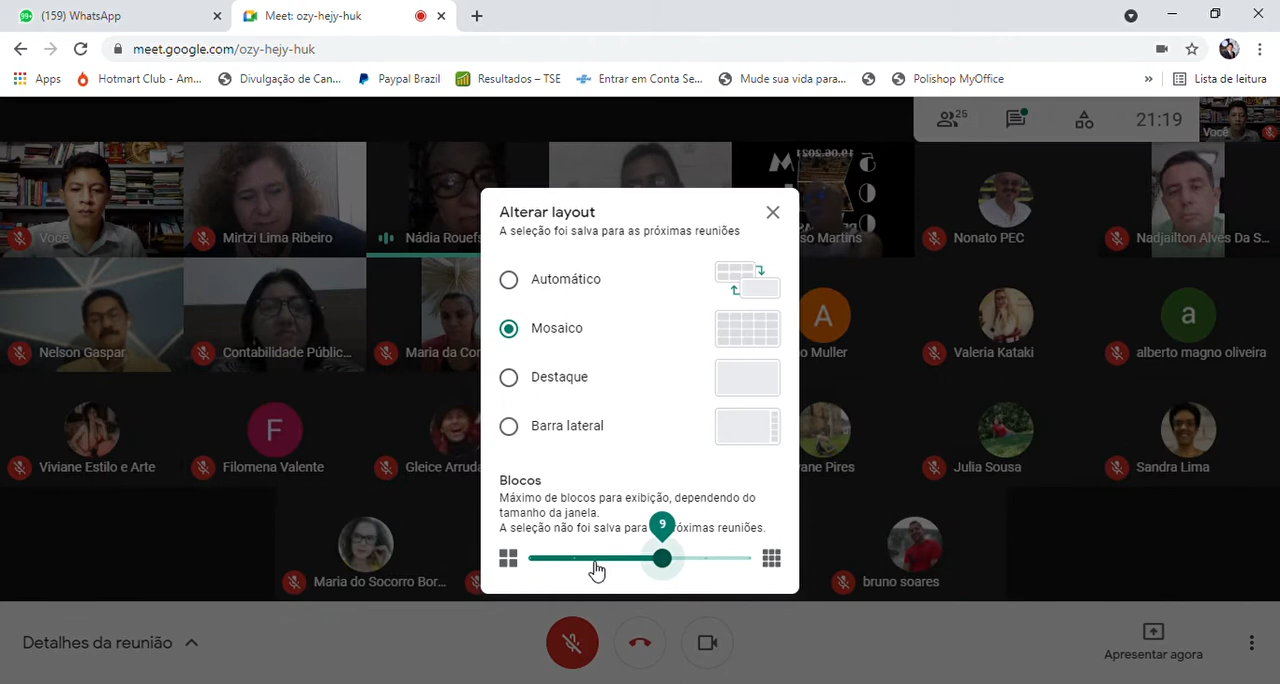 99+ (159) WhatsApp
Meet: ozy-hejy-huk
meet.google.com/ozy-hejy-huk
Apps Hotmart Club - Am... Divulgação de Can... Paypal Brazil Resultados – TSE Entrar em Conta Se... Mude sua vida para... Polishop MyOffice » Lista de leitura
25 21:19 Você
Você Mirtzi Lima Ribeiro Nádia Rouefs so Martins Nonato PEC Nadjailton Alves Da S...
Alterar layout
A seleção foi salva para as próximas reuniões
Automático
Mosaico
Destaque
Barra lateral
Blocos
Máximo de blocos para exibição, dependendo do
tamanho da janela.
A seleção não foi salva para próximas reuniões.
9
A a
Nelson Gaspar Contabilidade Públic... Maria da Cor o Muller Valeria Kataki alberto magno olivreira
F
Viviane Estilo e Arte Filomena Valente Gleice Arruda ane Pires Julia Sousa Sandra Lima
Maria do Socorro Bor... bruno soares
Detalhes da reunião Apresentar agora